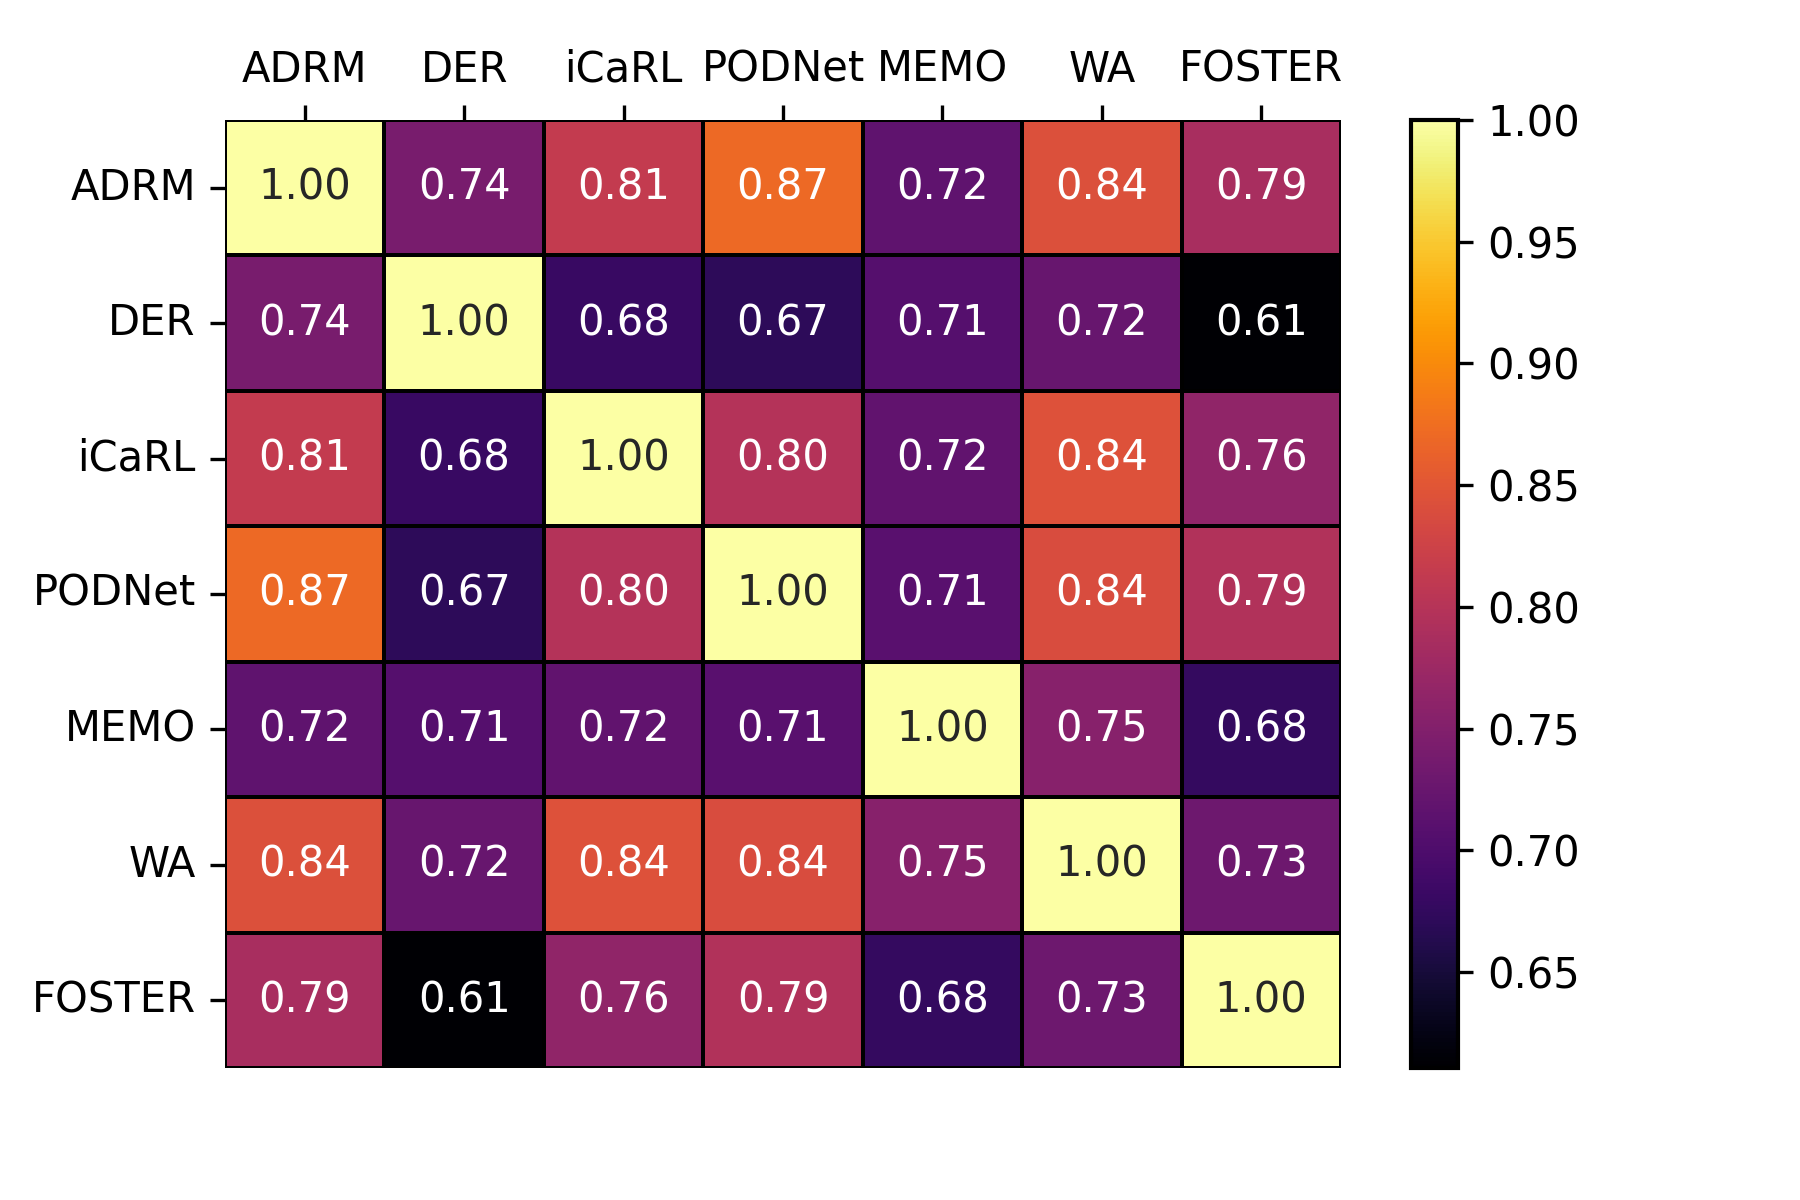 ADRM DER iCaRL PODNet MEMO WA FOSTER
ADRM 1.00 0.74 0.81 0.87 0.72 0.84 0.79
DER 0.74 1.00 0.68 0.67 0.71 0.72 0.61
iCaRL 0.81 0.68 1.00 0.80 0.72 0.84 0.76
PODNet 0.87 0.67 0.80 1.00 0.71 0.84 0.79
MEMO 0.72 0.71 0.72 0.71 1.00 0.75 0.68
WA 0.84 0.72 0.84 0.84 0.75 1.00 0.73
FOSTER 0.79 0.61 0.76 0.79 0.68 0.73 1.00
1.00
0.95
0.90
0.85
0.80
0.75
0.70
0.65